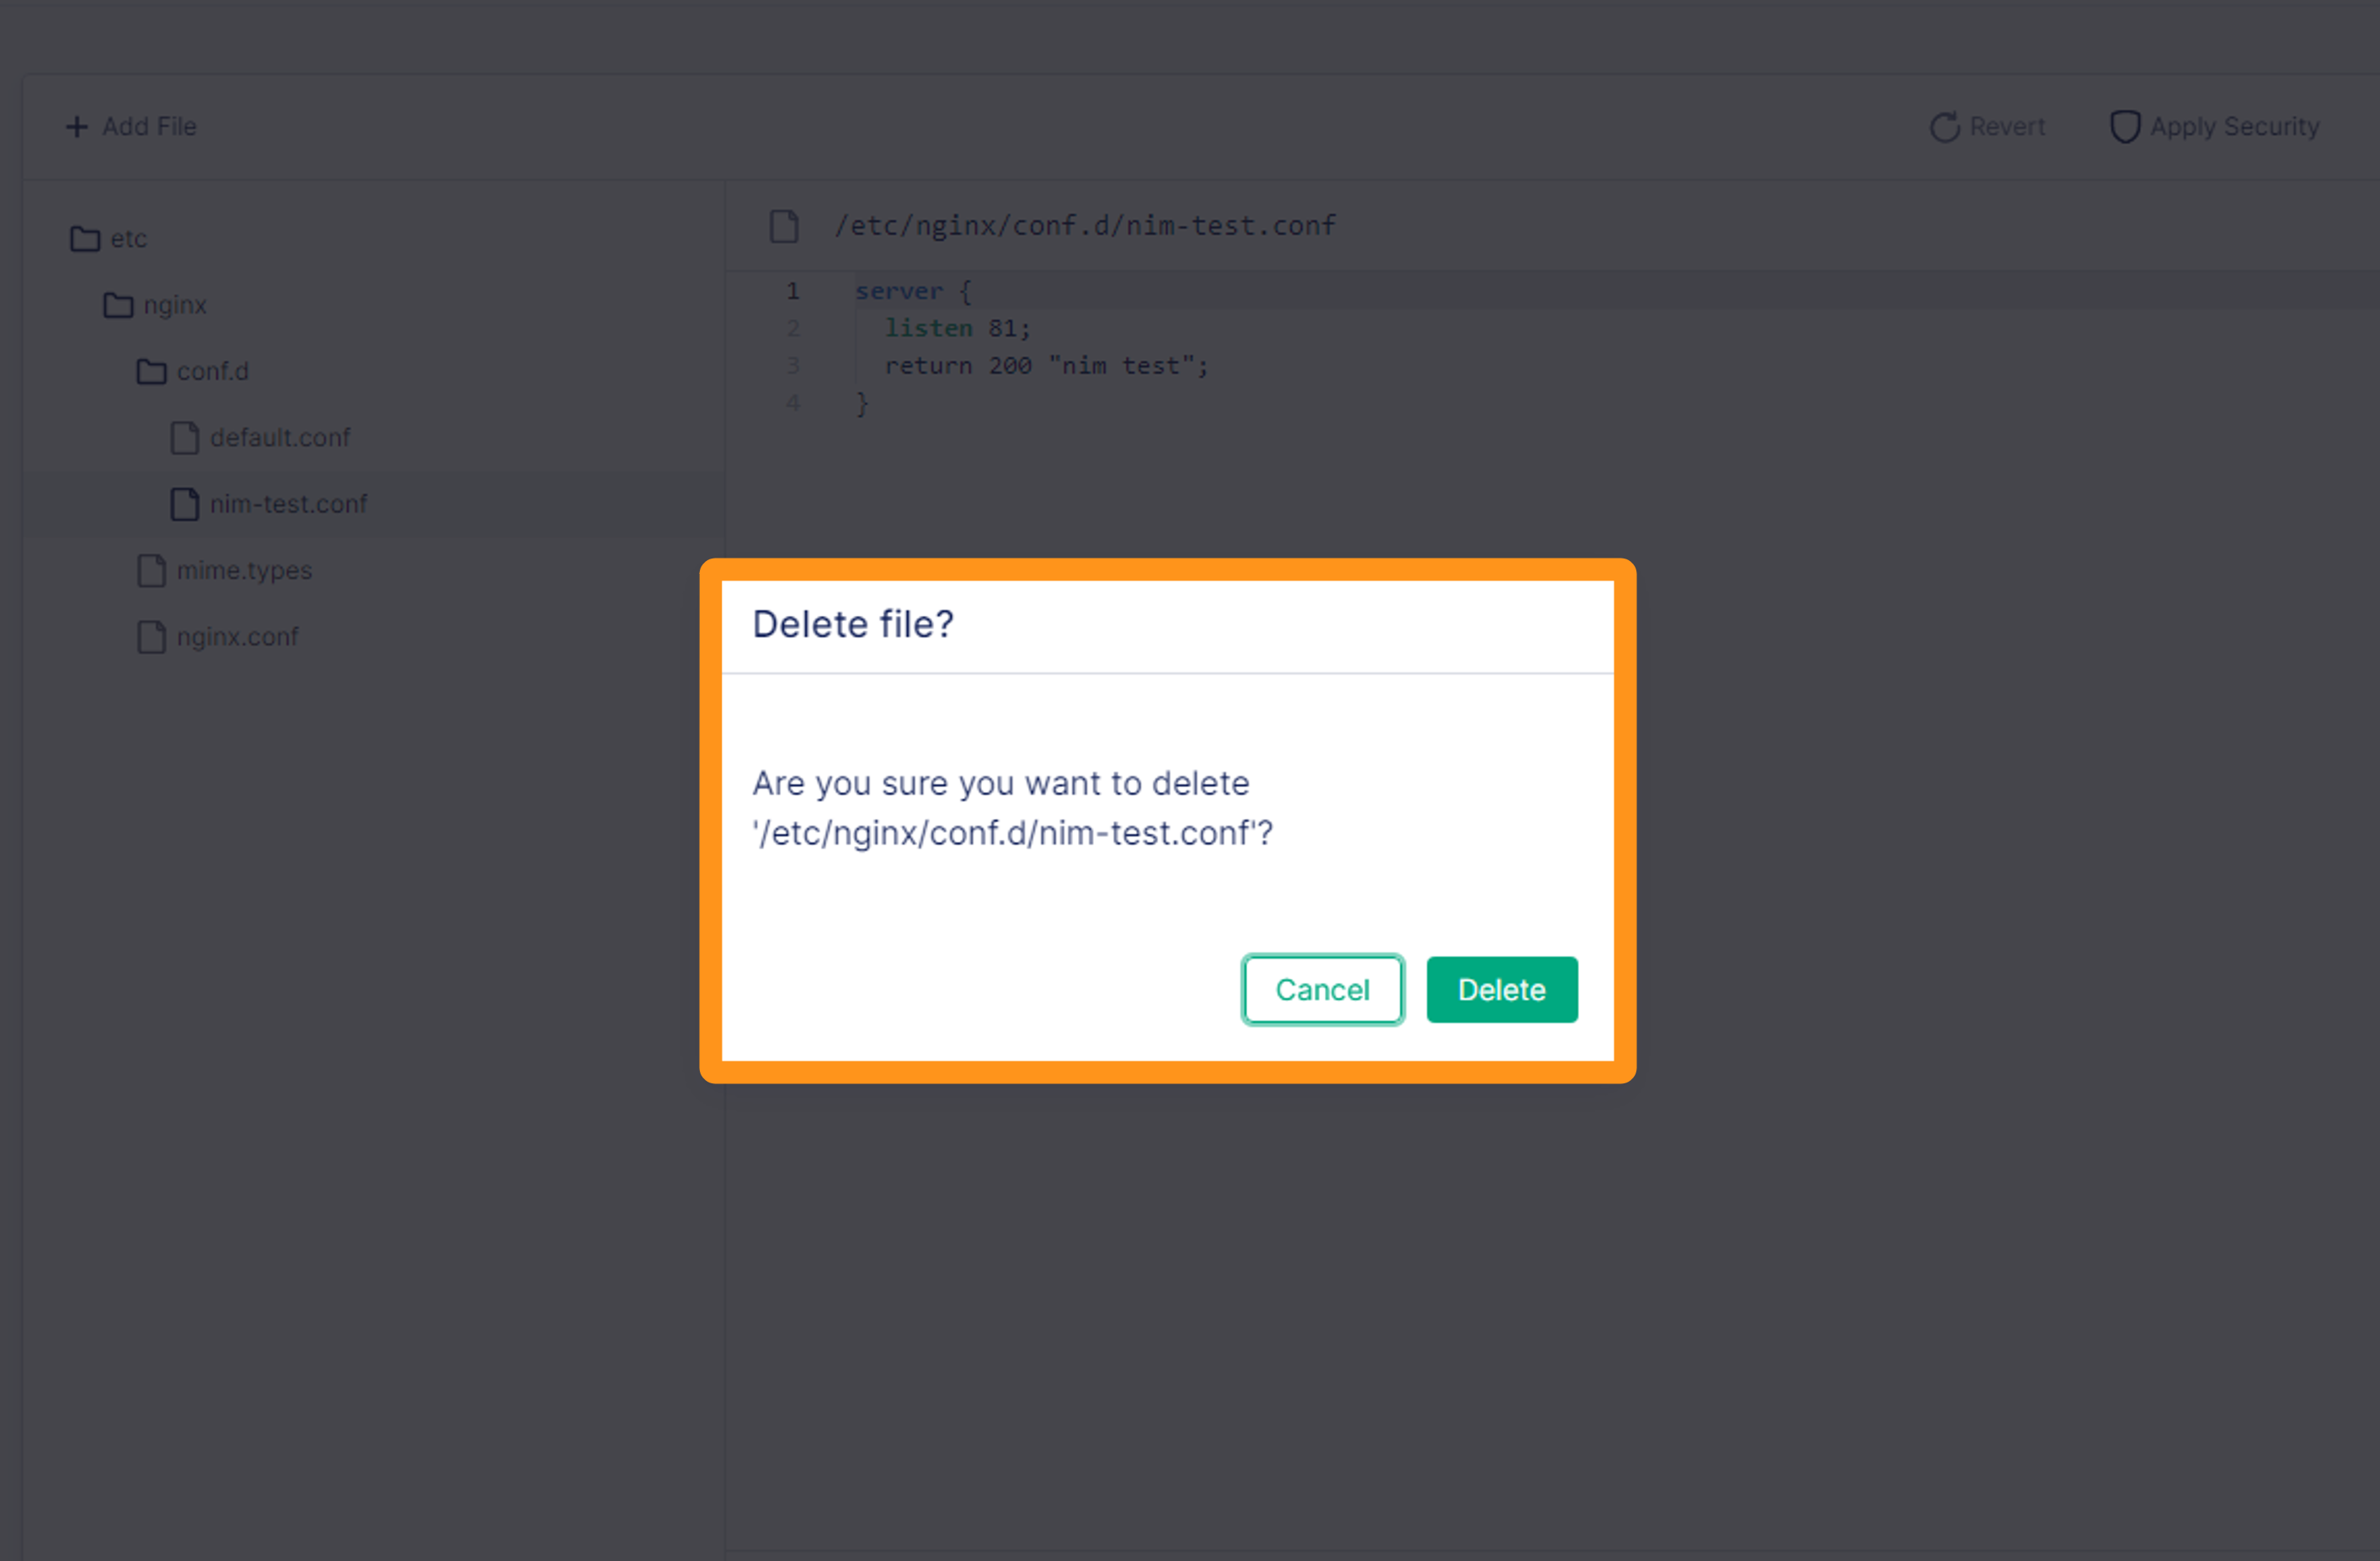 Add File
Revert
Apply Security
etc
nginx
conf.d
default.conf
nim-test.conf
mime.types
nginx.conf
/etc/nginx/conf.d/nim-test.conf
1 server {
2 listen 81;
3 return 200 "nim test";
4 }
Delete file?
Are you sure you want to delete
'/etc/nginx/conf.d/nim-test.conf'?
Cancel
Delete